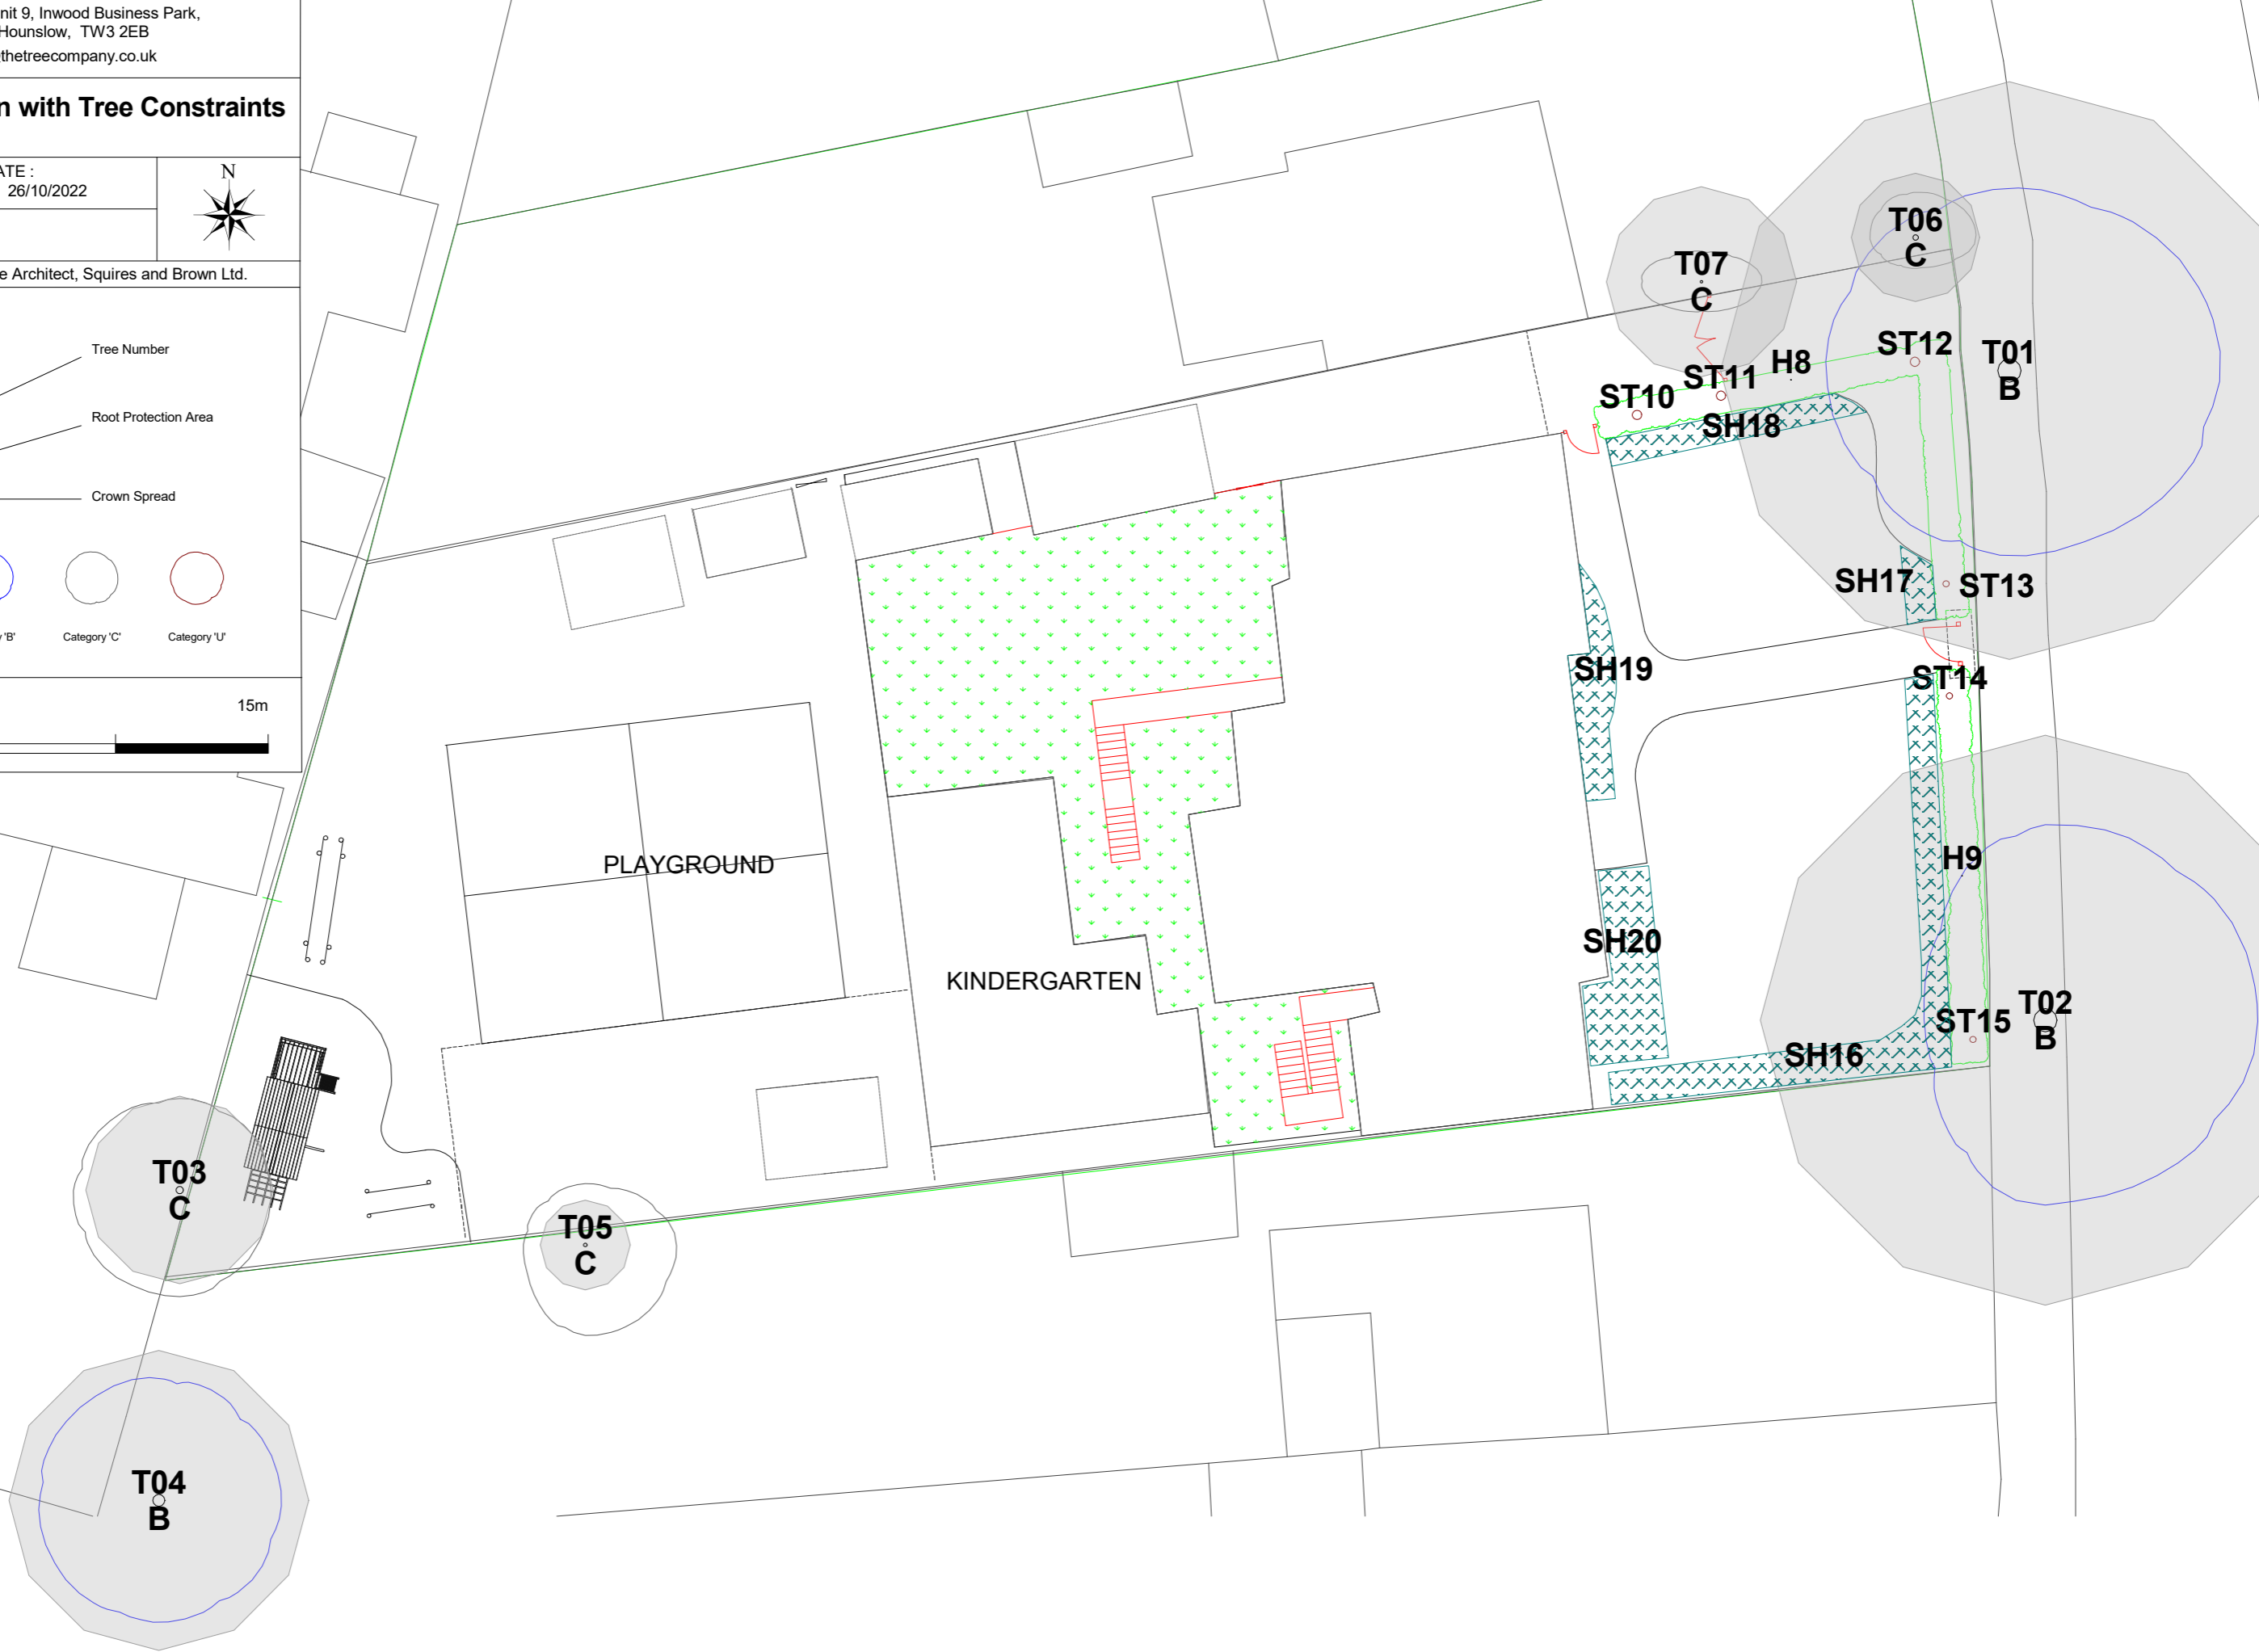 nit 9, Inwood Business Park,
Hounslow, TW3 2EB
thetreecompany.co.uk
n with Tree Constraints
ATE :
26/10/2022
N
e Architect, Squires and Brown Ltd.
Tree Number
Root Protection Area
Crown Spread
'B'
Category 'C'
Category 'U'
15m
T06
C
T07
C
ST12
T01
B
H8
ST11
ST10
SH18
SH17
ST13
SH19
ST14
PLAYGROUND
H9
SH20
KINDERGARTEN
T02
B
ST15
SH16
T03
C
T05
C
T04
B